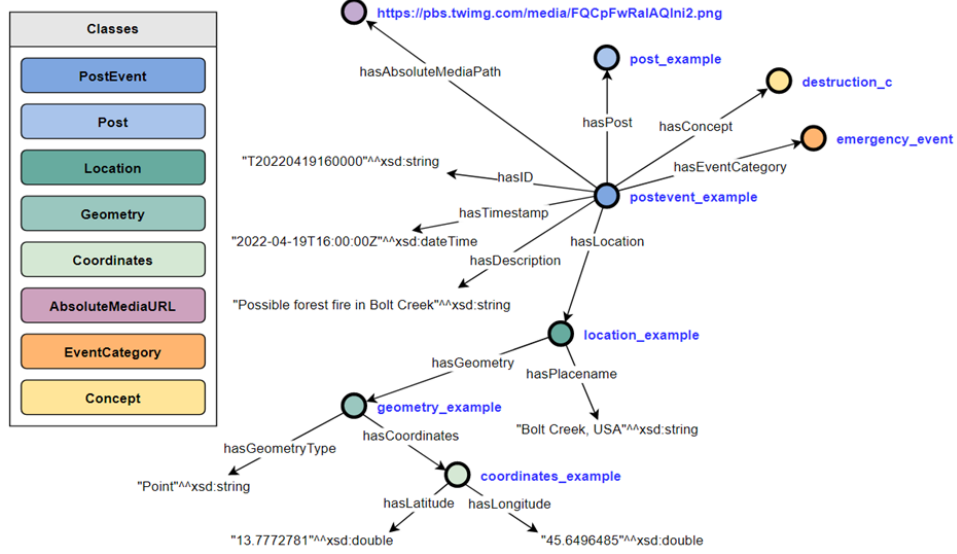 Classes
PostEvent
Post
Location
Geometry
Coordinates
AbsoluteMediaURL
EventCategory
Concept
https://pbs.twimg.com/media/FQCpFwRaIAQIni2.png
hasAbsoluteMediaPath
post_example
destruction_c
hasPost
hasConcept
emergency_event
hasEventCategory
"T20220419160000"^^xsd:string
hasID
postevent_example
hasTimestamp
"2022-04-19T16:00:00Z"^^xsd:dateTime
hasLocation
hasDescription
"Possible forest fire in Bolt Creek"^^xsd:string
location_example
hasGeometry
hasPlacename
geometry_example
"Bolt Creek, USA"^^xsd:string
hasCoordinates
hasGeometryType
coordinates_example
"Point"^^xsd:string
hasLatitude
hasLongitude
"13.7772781"^^xsd:double
"45.6496485"^^xsd:double